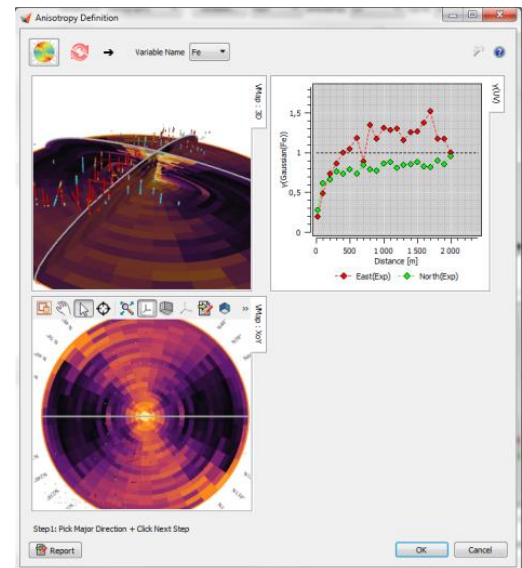 Anisotropy Definition
Variable Name Fe
VMap : 3D
γ(UV)
γ(Gaussian(Fe))
1,5
1
0,5
0
0 500 1 000 1 500 2 000
Distance [m]
East(Exp) North(Exp)
VMap : XoY
Step1: Pick Major Direction + Click Next Step
Report OK Cancel